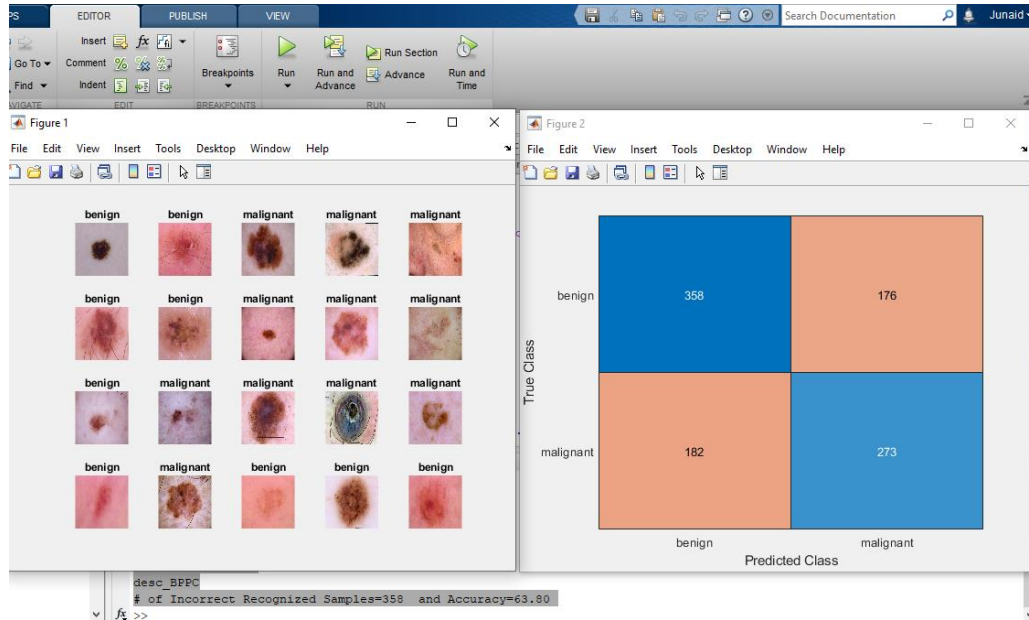 PS EDITOR PUBLISH VIEW Search Documentation Junaid
Insert fx
Go To Comment % Breakpoints Run Run and Advance Run Section Advance Run and Time
Find Indent
NAVIGATE EDIT BREAKPOINTS RUN
Figure 1
File Edit View Insert Tools Desktop Window Help
benign benign malignant malignant malignant
benign benign malignant malignant malignant
benign malignant malignant malignant malignant
benign malignant benign benign benign
Figure 2
File Edit View Insert Tools Desktop Window Help
True Class
benign 358 176
malignant 182 273
benign malignant
Predicted Class
desc_BPPC
# of Incorrect Recognized Samples=358 and Accuracy=63.80
fx >>